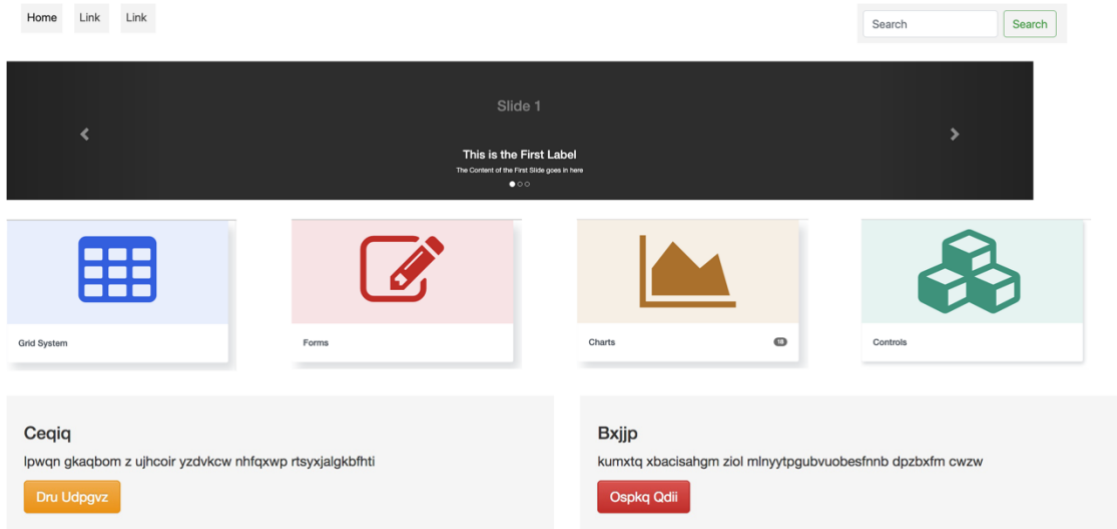 Home Link Link Search Search
Slide 1
This is the First Label
The Content of the First Slide goes in here
Grid System Forms Charts 18 Controls
Ceqiq
lpwqn gkaqbom z ujhcoir yzdvkcw nhfqxwp rtsyxjalgkbfhti
Dru Udpgvz
Bxjjp
kumxtq xbacisahgm ziol mlnyytpgubvuobesfnnb dpzbxfm cwzw
Ospkq Qdii